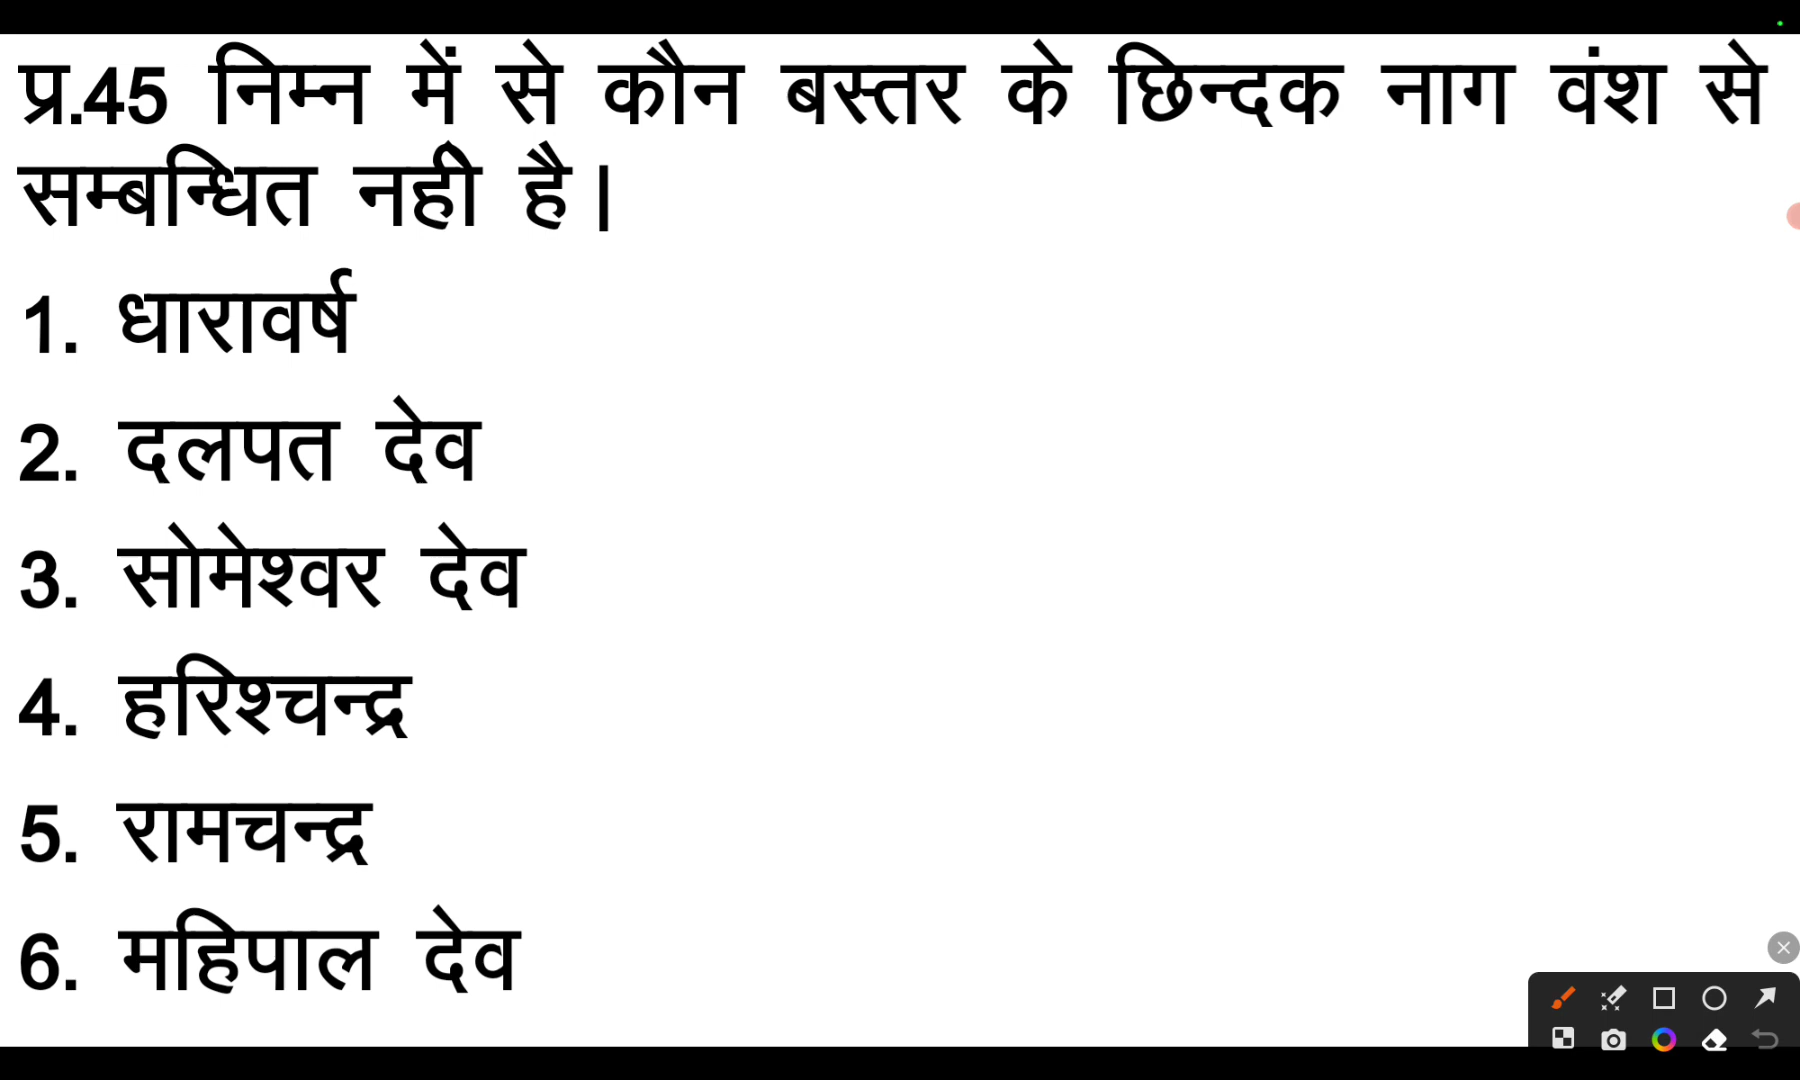 प्र.45 निम्न में से कौन बस्तर के छिन्दक नाग वंश से
सम्बन्धित नही है।
1. धारावर्ष
2. दलपत देव
3. सोमेश्वर देव
4. हरिश्चन्द्र
5. रामचन्द्र
6. महिपाल देव